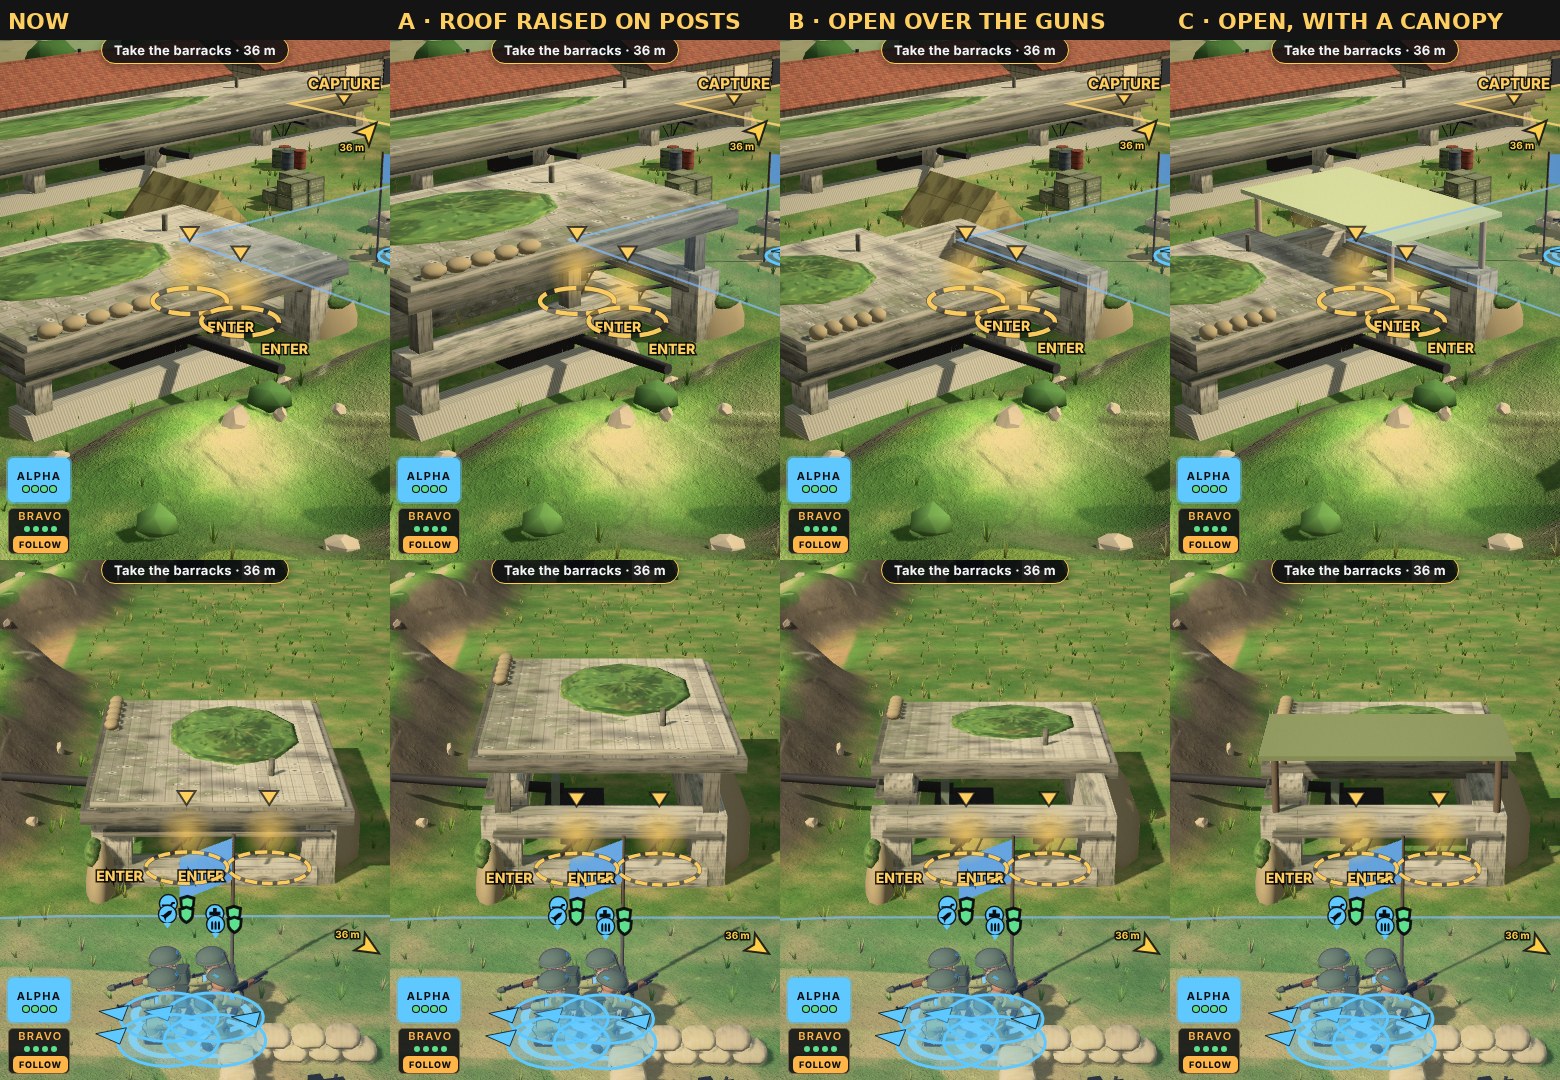 NOW
A · ROOF RAISED ON POSTS
B · OPEN OVER THE GUNS
C · OPEN, WITH A CANOPY
Take the barracks · 36 m
CAPTURE
36 m
ENTER
ENTER
ALPHA
BRAVO
FOLLOW
Take the barracks · 36 m
CAPTURE
36 m
ENTER
ENTER
ALPHA
BRAVO
FOLLOW
Take the barracks · 36 m
CAPTURE
36 m
ENTER
ENTER
ALPHA
BRAVO
FOLLOW
Take the barracks · 36 m
CAPTURE
36 m
ENTER
ENTER
ALPHA
BRAVO
FOLLOW
Take the barracks · 36 m
ENTER
ENTER
36 m
ALPHA
BRAVO
FOLLOW
Take the barracks · 36 m
ENTER
ENTER
36 m
ALPHA
BRAVO
FOLLOW
Take the barracks · 36 m
ENTER
ENTER
36 m
ALPHA
BRAVO
FOLLOW
Take the barracks · 36 m
ENTER
ENTER
36 m
ALPHA
BRAVO
FOLLOW